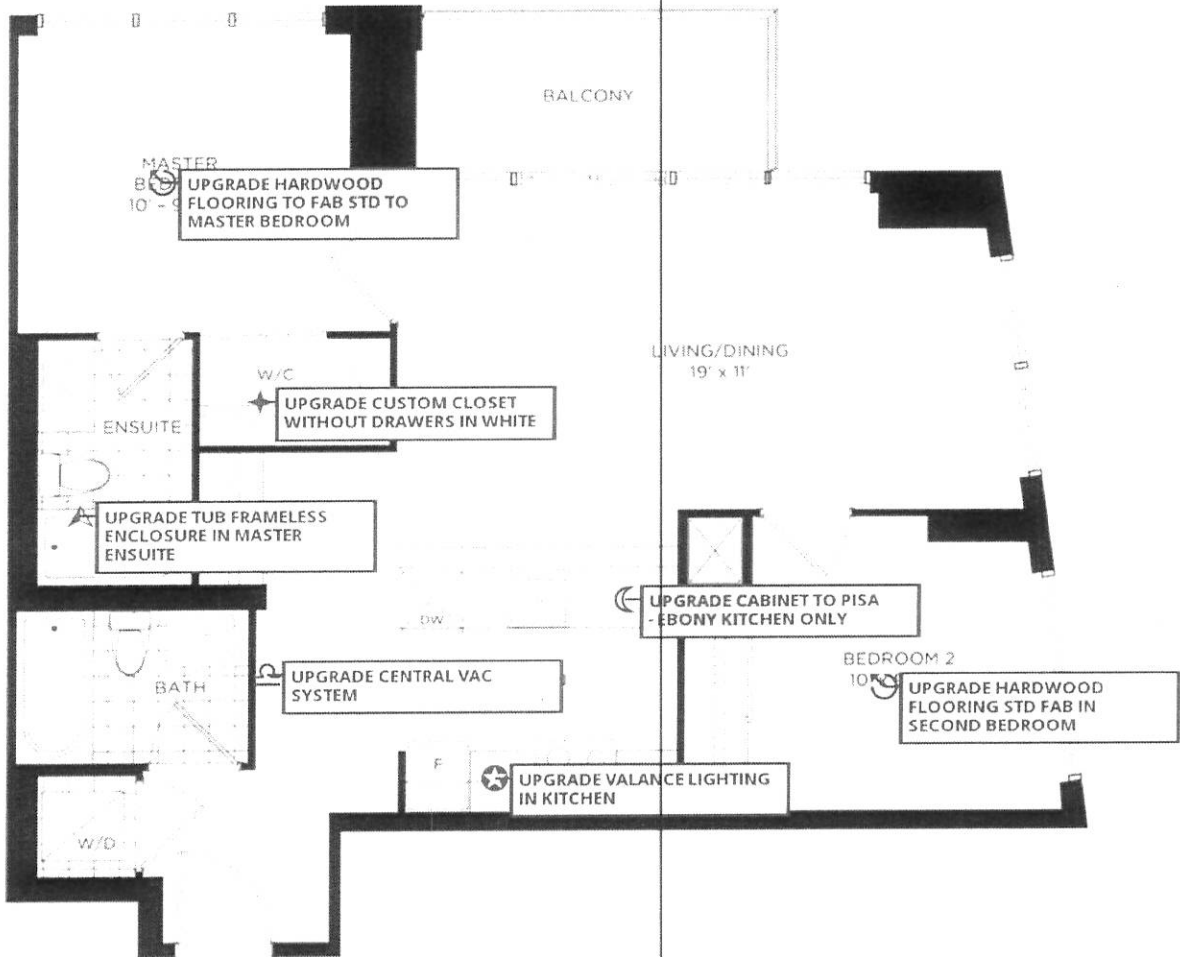 BALCONY
MASTER
UPGRADE HARDWOOD
FLOORING TO FAB STD TO
MASTER BEDROOM
LIVING/DINING
19' x 11'
W/C
UPGRADE CUSTOM CLOSET
WITHOUT DRAWERS IN WHITE
ENSUITE
UPGRADE TUB FRAMELESS
ENCLOSURE IN MASTER
ENSUITE
UPGRADE CABINET TO PISA
- EBONY KITCHEN ONLY
DW
BEDROOM 2
UPGRADE CENTRAL VAC
SYSTEM
BATH
UPGRADE HARDWOOD
FLOORING STD FAB IN
SECOND BEDROOM
F
UPGRADE VALANCE LIGHTING
IN KITCHEN
W/D